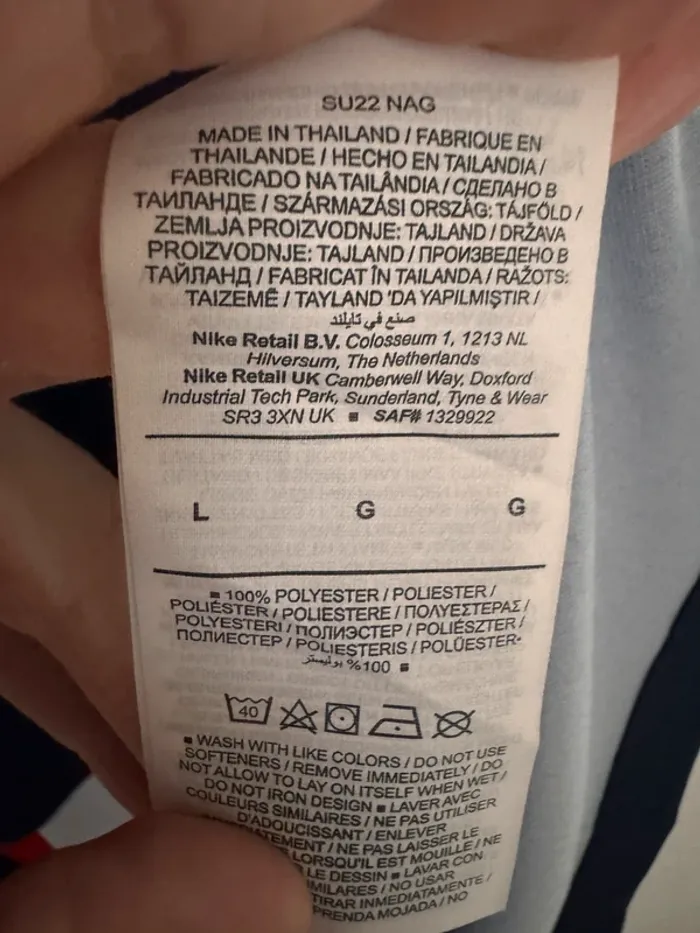 SU22 NAG
MADE IN THAILAND / FABRIQUE EN
THAILANDE / HECHO EN TAILANDIA /
FABRICADO NA TAILÂNDIA / СДЕЛАНО В
ТАИЛАНДЕ / SZÁRMAZÁSI ORSZÁG: TÁJFÖLD /
ZEMLJA PROIZVODNJE: TAJLAND / DRŽAVA
PROIZVODNJE: TAJLAND / ПРОИЗВЕДЕНО В
ТАЙЛАНД / FABRICAT ÎN TAILANDA / RAŽOTS:
TAIZEMĒ / TAYLAND 'DA YAPILMIŞTIR /
صنع في تايلند
Nike Retail B.V. Colosseum 1, 1213 NL
Hilversum, The Netherlands
Nike Retail UK Camberwell Way, Doxford
Industrial Tech Park, Sunderland, Tyne & Wear
SR3 3XN UK ■ SAF# 1329922
L G G
■ 100% POLYESTER / POLIESTER /
POLIÉSTER / POLIESTERE / ΠΟΛΥΕΣΤΕΡΑΣ /
POLYESTERI / ПОЛИЭСТЕР / POLIÉSZTER /
ПОЛИЕСТЕР / POLIESTERIS / POLÜESTER
100% بوليستر ■
40
■ WASH WITH LIKE COLORS / DO NOT USE
SOFTENERS / REMOVE IMMEDIATELY / DO
NOT ALLOW TO LAY ON ITSELF WHEN WET /
DO NOT IRON DESIGN ■ LAVER AVEC
COULEURS SIMILAIRES / NE PAS UTILISER
D'ADOUCISSANT / ENLEVER
/ NE PAS LAISSER LE
LORSQU'IL EST MOUILLE / NE
LE DESSIN ■ LAVAR CON
/ NO USAR
INMEDIATAMENTE /
PRENDA MOJADA / NO